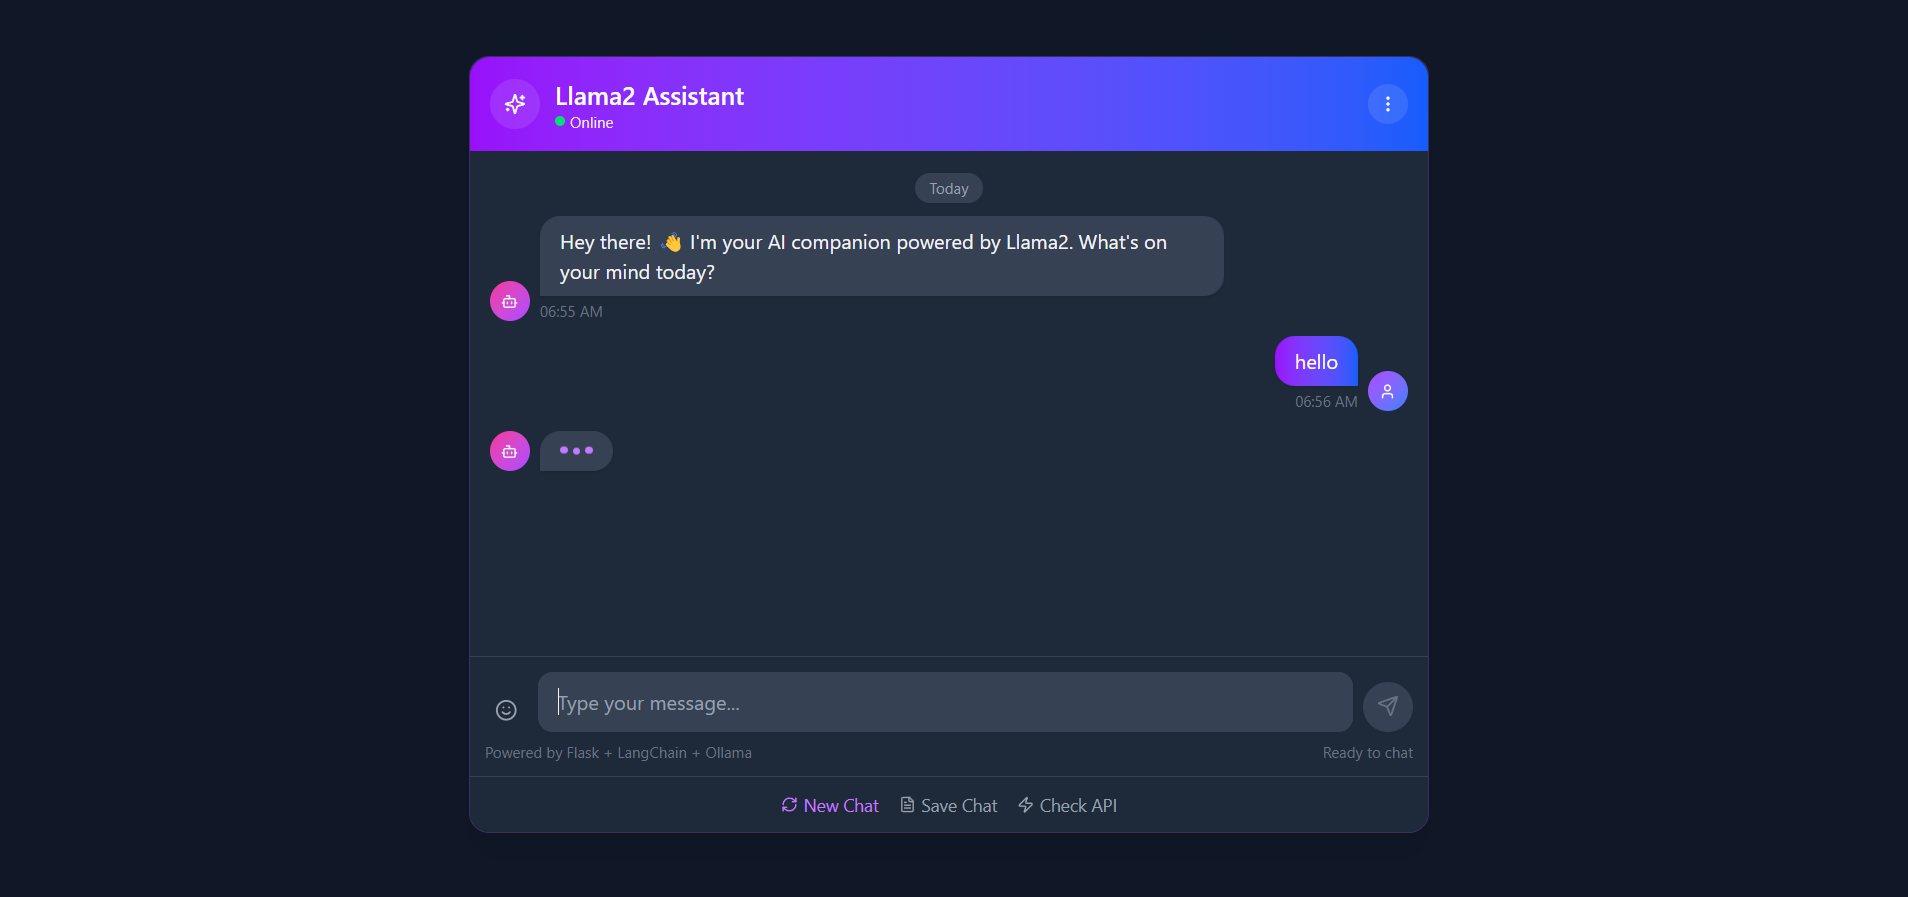 Llama2 Assistant
Online
Today
Hey there! 👋 I'm your AI companion powered by Llama2. What's on
your mind today?
06:55 AM
hello
06:56 AM
Type your message...
Powered by Flask + LangChain + Ollama
Ready to chat
New Chat
Save Chat
Check API